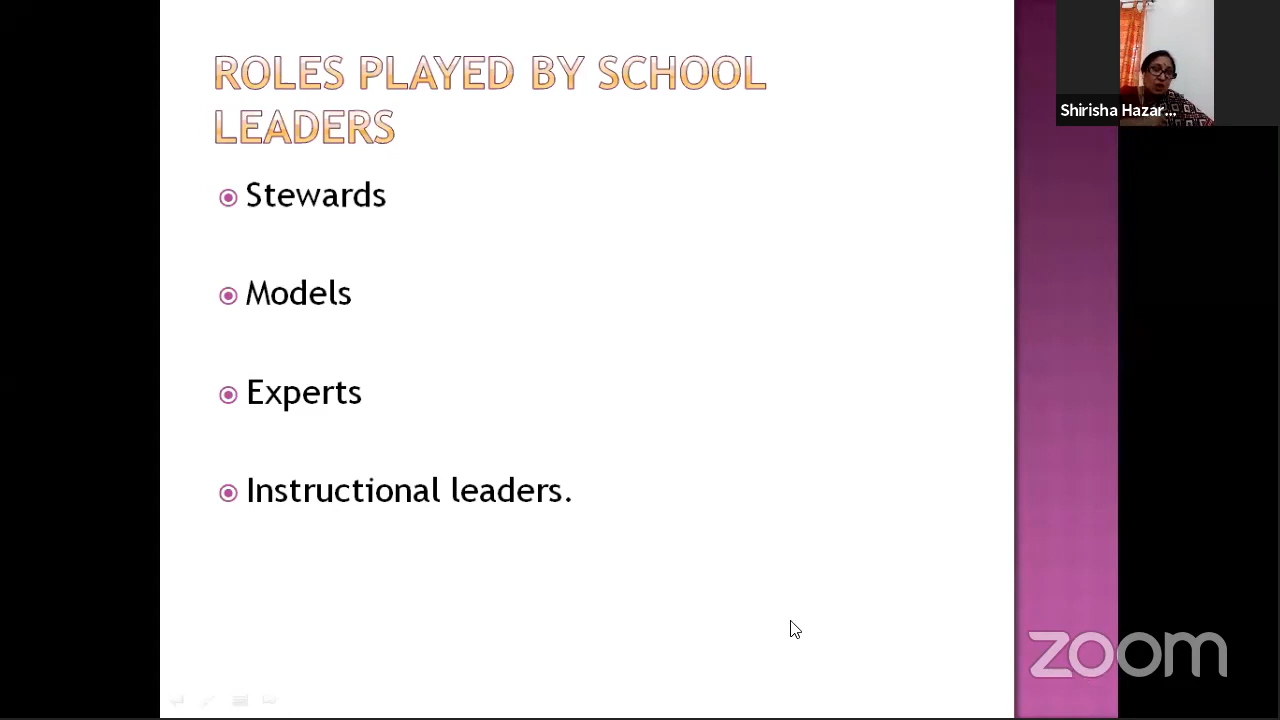 ROLES PLAYED BY SCHOOL
LEADERS
Stewards
Models
Experts
Instructional leaders.
Shirisha Hazar...
zoom